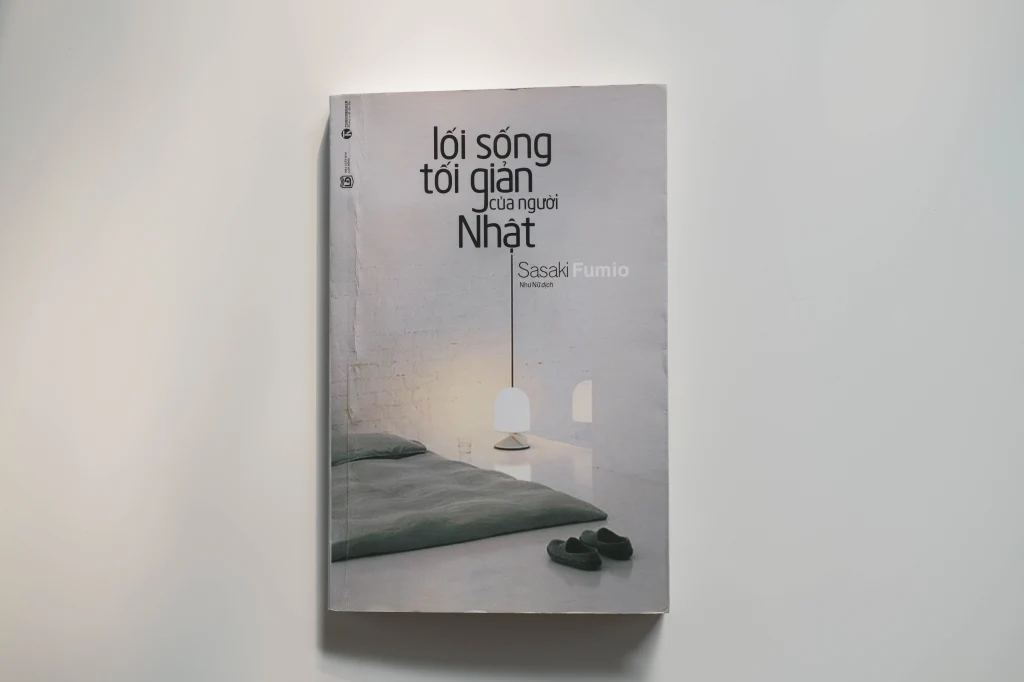 lối sống
tối giản
của người
Nhật
Sasaki Fumio
Như Nữ dịch